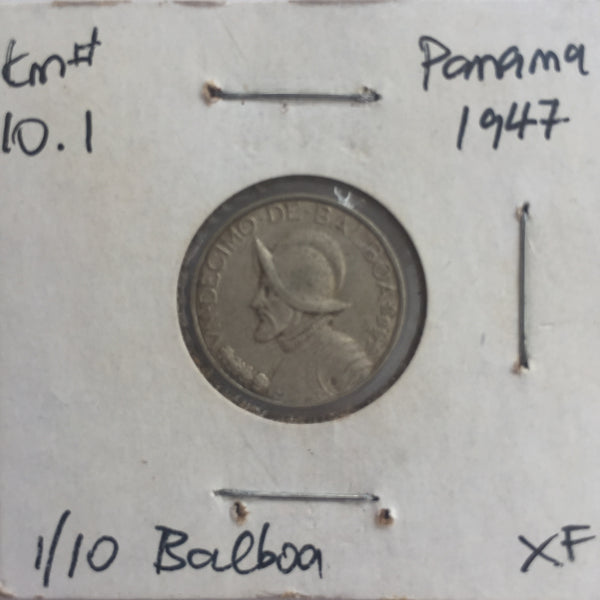 Km#
10.1
Panama
1947
UN·DECIMO·DE·BALBOA
1/10 Balboa
XF